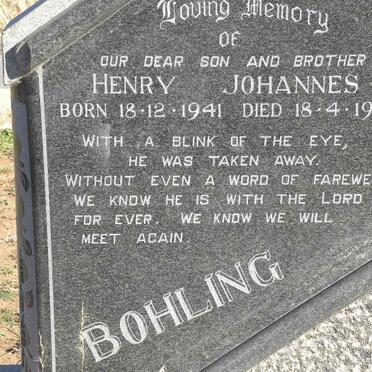 Loving Memory
OF
OUR DEAR SON AND BROTHER
HENRY JOHANNES
BORN 18-12-1941 DIED 18-4-19
WITH A BLINK OF THE EYE,
HE WAS TAKEN AWAY.
WITHOUT EVEN A WORD OF FAREWE
WE KNOW HE IS WITH THE LORD
FOR EVER. WE KNOW WE WILL
MEET AGAIN.
BOHLING